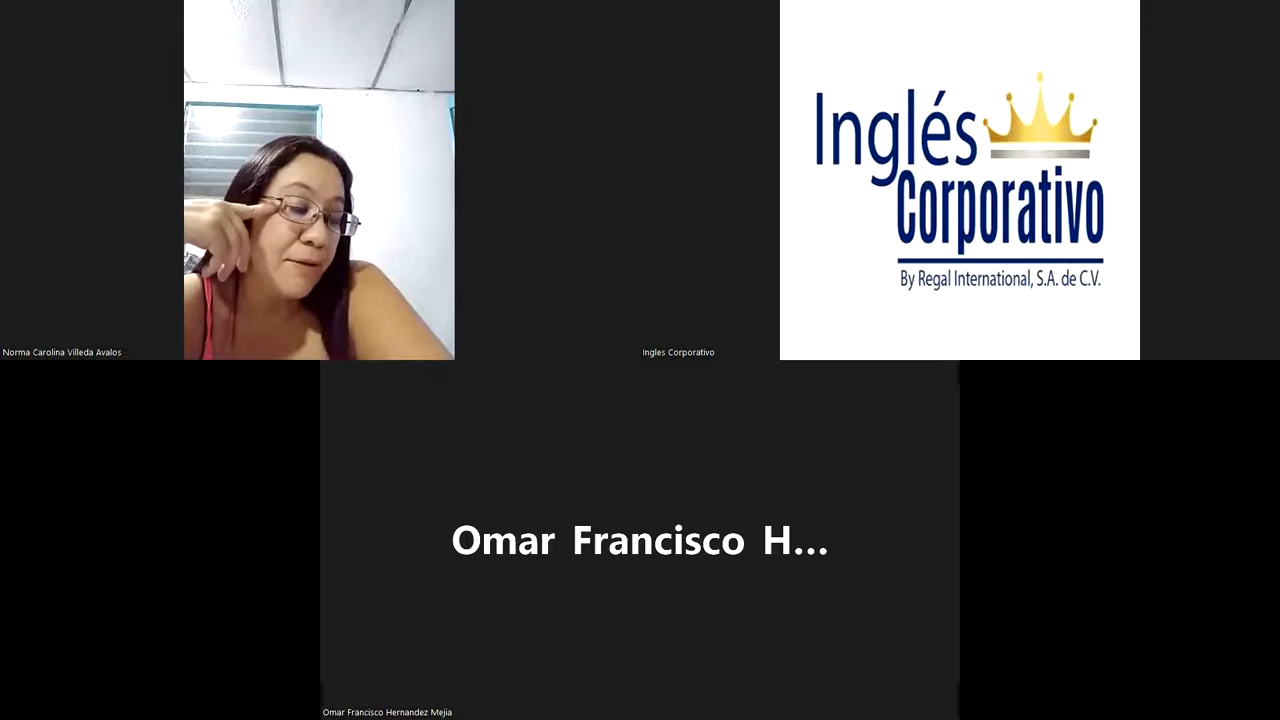 Inglés
Corporativo
By Regal International, S.A. de C.V.
Norma Carolina Villeda Avalos
Ingles Corporativo
Omar Francisco H...
Omar Francisco Hernandez Mejia